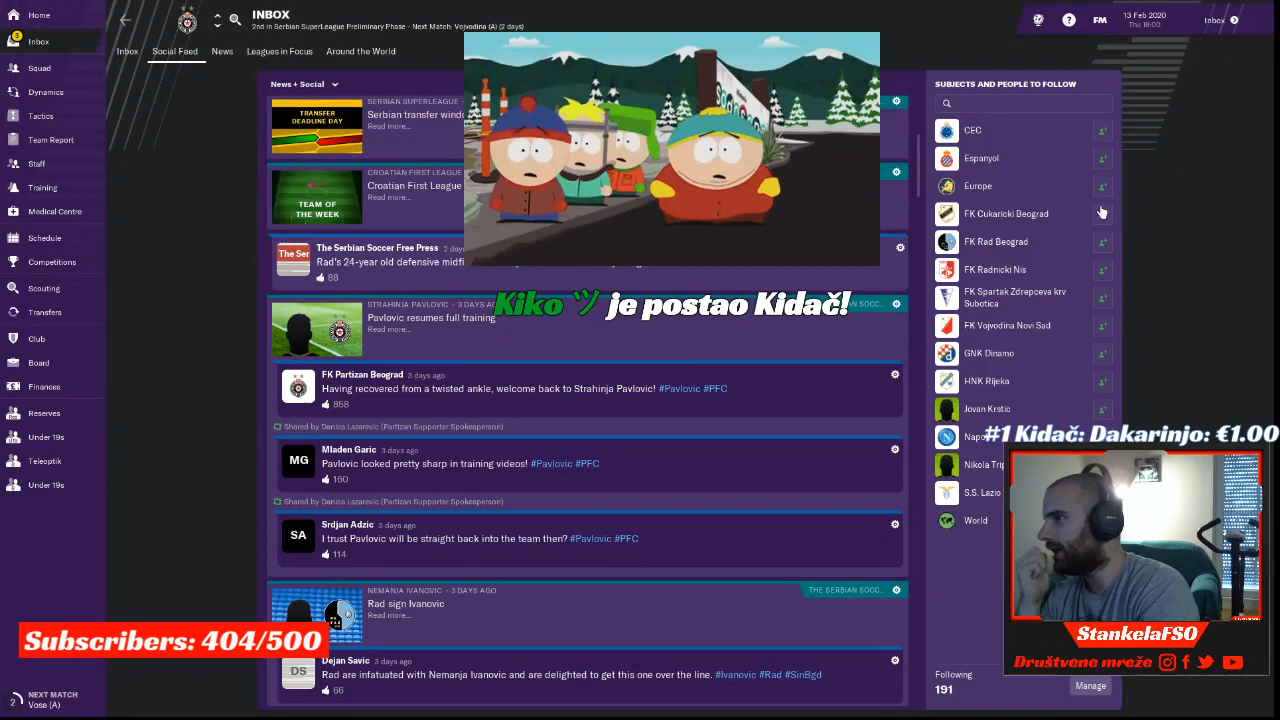 Home
3
Inbox
Squad
Dynamics
Tactics
Team Report
Staff
Training
Medical Centre
Schedule
Competitions
Scouting
Transfers
Club
Board
Finances
Reserves
Under 19s
Teleoptik
Under 19s
2
NEXT MATCH
Vosa (A)
INBOX
2nd in Serbian SuperLeague Preliminary Phase - Next Match: Vojvodina (A) (2 days)
FM
13 Feb 2020
Thu 18:00
Inbox
Inbox
Social Feed
News
Leagues in Focus
Around the World
News + Social
TRANSFER
DEADLINE DAY
SERBIAN SUPERLEAGUE
Serbian transfer wind
Read more...
TEAM OF
THE WEEK
CROATIAN FIRST LEAGUE
Croatian First League
Read more...
The Ser
The Serbian Soccer Free Press
Rad's 24-year old defensive midfi
88
STRAHINJA PAVLOVIC - 3 DAYS AG
Pavlovic resumes full training
Read more...
Kiko ツ je postao Kidač!
FK Partizan Beograd 3 days ago
Having recovered from a twisted ankle, welcome back to Strahinja Pavlovic! #Pavlovic #PFC
858
Shared by Danica Lazarevic (Partizan Supporter Spokesperson)
MG
Mladen Garic 3 days ago
Pavlovic looked pretty sharp in training videos! #Pavlovic #PFC
160
Shared by Danica Lazarevic (Partizan Supporter Spokesperson)
SA
Srdjan Adzic 3 days ago
I trust Pavlovic will be straight back into the team then? #Pavlovic #PFC
114
NEMANJA IVANOVIC - 3 DAYS AGO
THE SERBIAN SOCC...
Rad sign Ivanovic
Read more...
DS
Dejan Savic 3 days ago
Rad are infatuated with Nemanja Ivanovic and are delighted to get this one over the line. #Ivanovic #Rad #SinBgd
66
Subscribers: 404/500
SUBJECTS AND PEOPLE TO FOLLOW
CEC
Espanyol
Europe
FK Cukaricki Beograd
FK Rad Beograd
FK Radnicki Nis
FK Spartak Zdrepceva krv
Subotica
FK Vojvodina Novi Sad
GNK Dinamo
HNK Rijeka
Jovan Krstic
#1 Kidač: Dakarinjo: €1.00
S.S. Lazio
World
StankelaFSO
Društvene mreže
Following
191
Manage